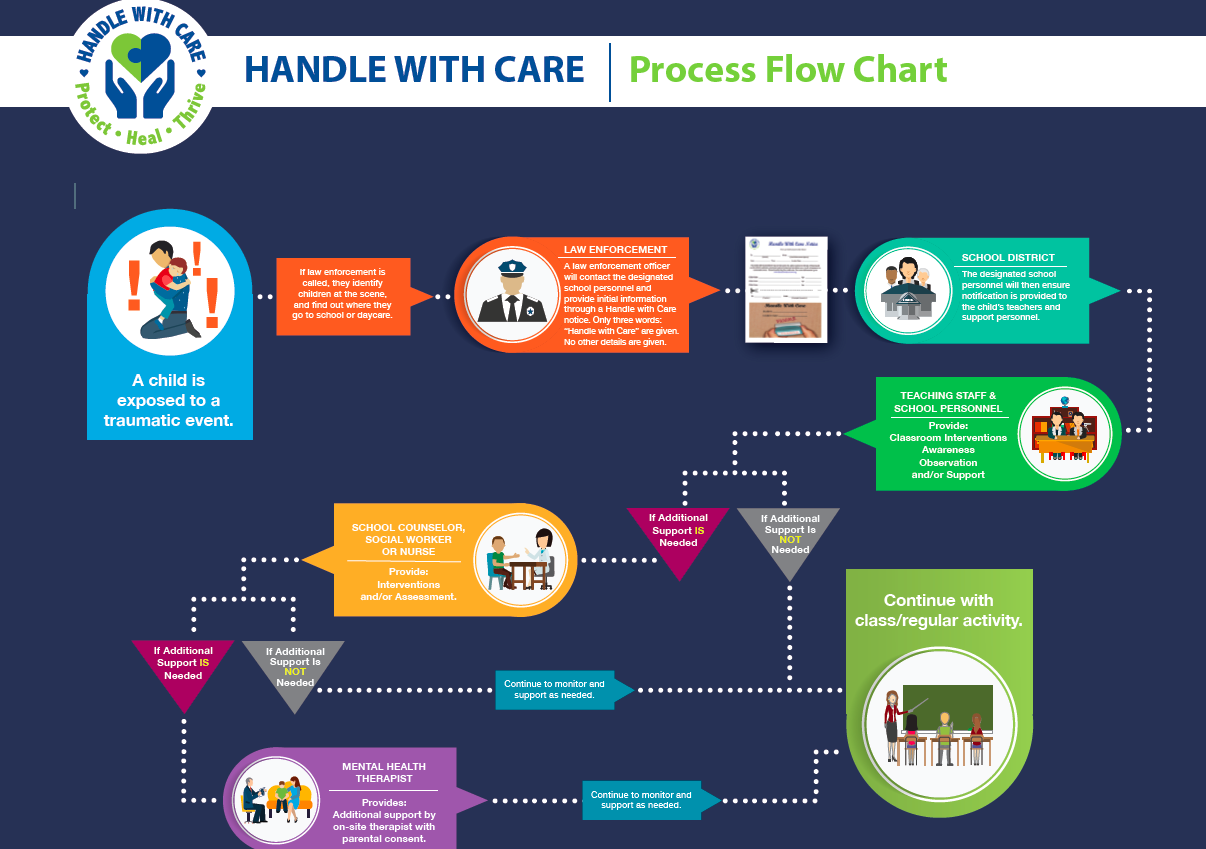 HANDLE WITH CARE
Protect • Heal • Thrive
HANDLE WITH CARE
Process Flow Chart
A child is
exposed to a
traumatic event.
If law enforcement is
called, they identify
children at the scene,
and find out where they
go to school or daycare.
LAW ENFORCEMENT
A law enforcement officer
will contact the designated
school personnel and
provide initial information
through a Handle with Care
notice. Only three words:
“Handle with Care” are given.
No other details are given.
Handle With Care Notice
Handle With Care
SCHOOL DISTRICT
The designated school
personnel will then ensure
notification is provided to
the child’s teachers and
support personnel.
TEACHING STAFF &
SCHOOL PERSONNEL
Provide:
Classroom Interventions
Awareness
Observation
and/or Support
If Additional
Support IS
Needed
If Additional
Support Is
NOT
Needed
SCHOOL COUNSELOR,
SOCIAL WORKER
OR NURSE
Provide:
Interventions
and/or Assessment.
If Additional
Support IS
Needed
If Additional
Support Is
NOT
Needed
Continue to monitor and
support as needed.
Continue with
class/regular activity.
MENTAL HEALTH
THERAPIST
Provides:
Additional support by
on-site therapist with
parental consent.
Continue to monitor and
support as needed.